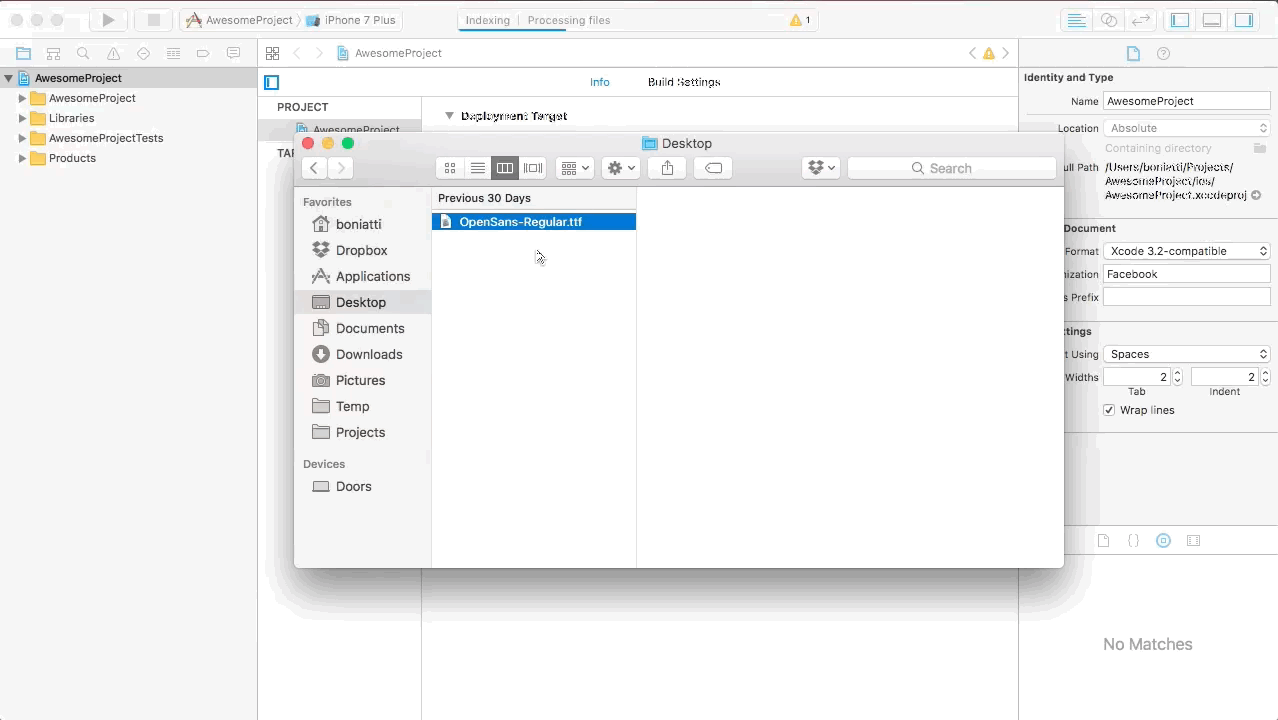 AwesomeProject iPhone 7 Plus Indexing Processing files 1
AwesomeProject
AwesomeProject
AwesomeProject
Libraries
AwesomeProjectTests
Products
Info Build Settings
PROJECT
AwesomeProject
Deployment Target
Identity and Type
Name AwesomeProject
Location Absolute
Containing directory
ull Path /Users/boniatti/Projects/
AwesomeProject/ios/
AwesomeProject.xcodeproj
Document
Format Xcode 3.2-compatible
nization Facebook
s Prefix
ttings
t Using Spaces
Widths 2 2
Tab Indent
Wrap lines
No Matches
Desktop
Search
Favorites
boniatti
Dropbox
Applications
Desktop
Documents
Downloads
Pictures
Temp
Projects
Devices
Doors
Previous 30 Days
OpenSans-Regular.ttf